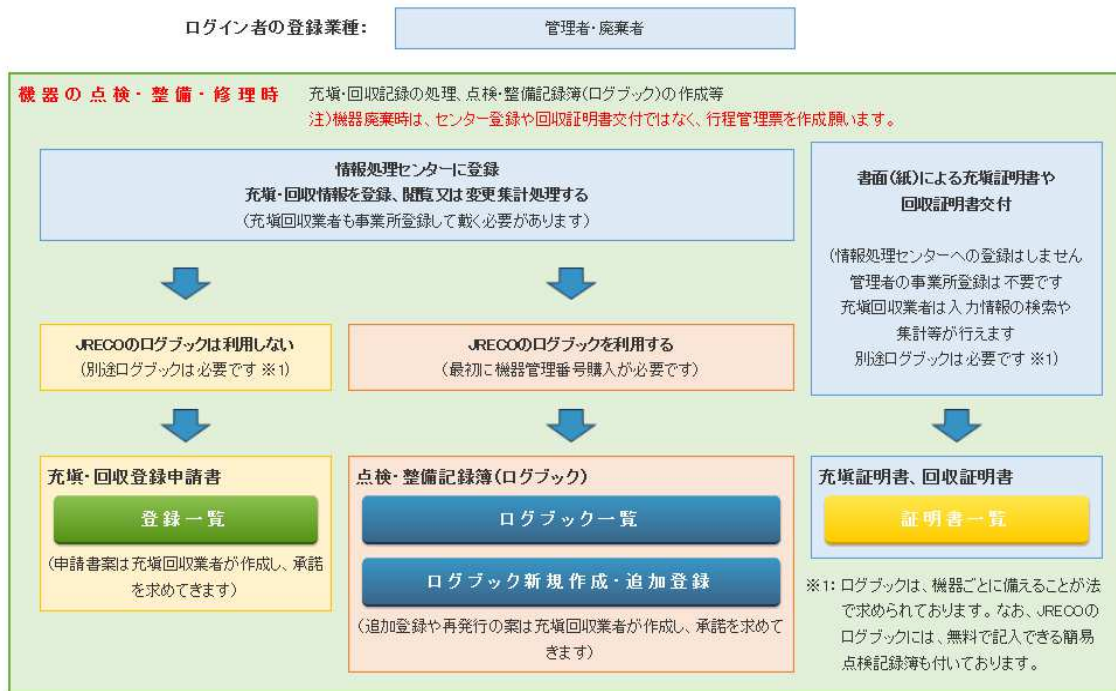 ログイン者の登録業種:
管理者・廃棄者
機器の点検・整備・修理時
充填・回収記録の処理、点検・整備記録簿(ログブック)の作成等
注)機器廃棄時は、センター登録や回収証明書交付ではなく、行程管理票を作成願います。
情報処理センターに登録
充填・回収情報を登録、閲覧又は変更集計処理する
(充填回収業者も事業所登録して戴く必要があります)
JRECOのログブックは利用しない
(別途ログブックは必要です ※1)
充填・回収登録申請書
登録一覧
(申請書案は充填回収業者が作成し、承諾
を求めてきます)
JRECOのログブックを利用する
(最初に機器管理番号購入が必要です)
点検・整備記録簿(ログブック)
ログブック一覧
ログブック新規作成・追加登録
(追加登録や再発行の案は充填回収業者が作成し、承諾を求めて
きます)
書面(紙)による充填証明書や
回収証明書交付
(情報処理センターへの登録はしません
管理者の事業所登録は不要です
充填回収業者は入力情報の検索や
集計等が行えます
別途ログブックは必要です ※1)
充填証明書、回収証明書
証明書一覧
※1: ログブックは、機器ごとに備えることが法
で求められております。なお、JRECOの
ログブックには、無料で記入できる簡易
点検記録簿も付いております。